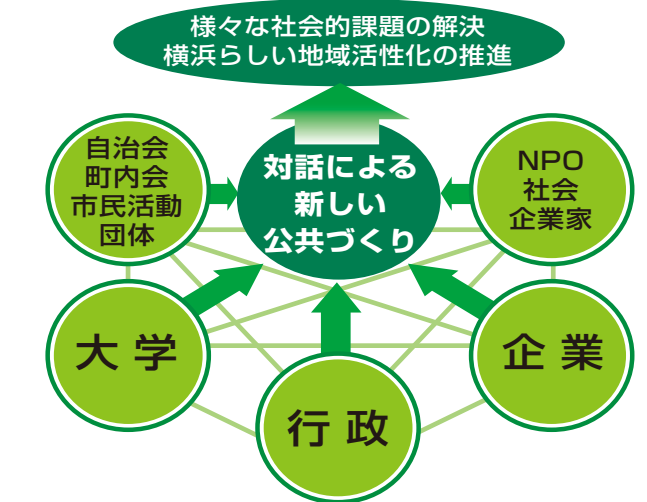 様々な社会的課題の解決
横浜らしい地域活性化の推進
自治会
町内会
市民活動
団体
対話による
新しい
公共づくり
NPO
社会
企業家
大学
企業
行政